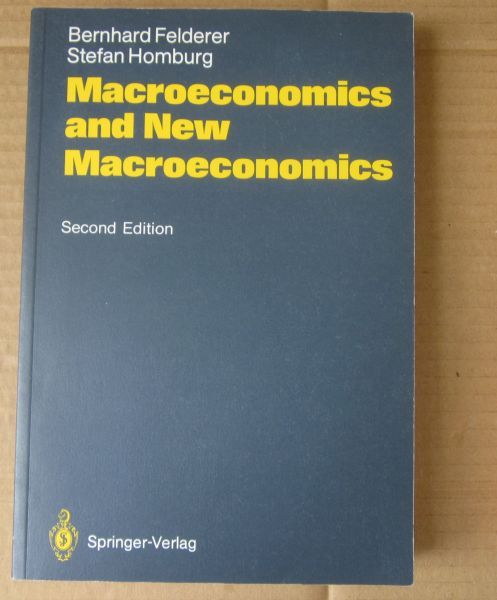 Bernhard Felderer
Stefan Homburg
Macroeconomics
and New
Macroeconomics
Second Edition
Springer-Verlag